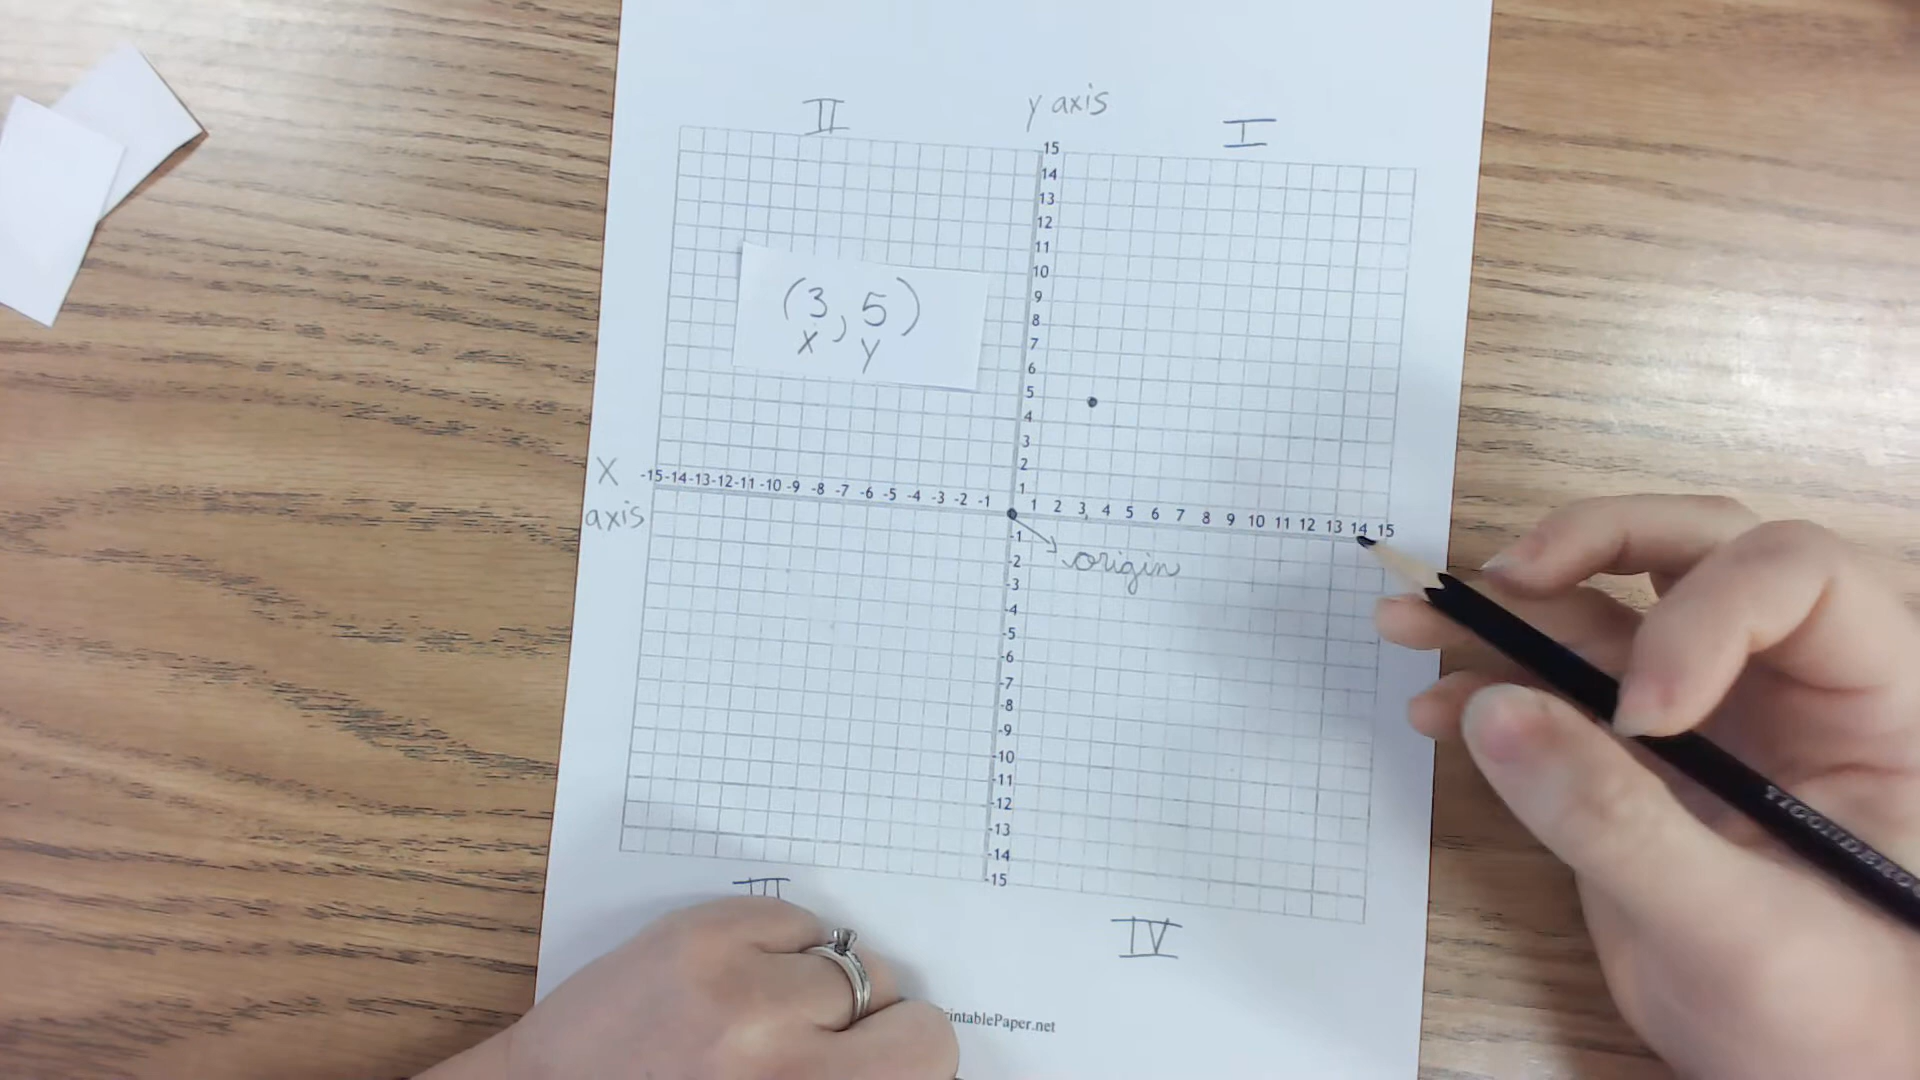 y axis
II
I
15
14
13
12
11
10
9
8
7
6
5
4
3
2
1
(3, 5)
x, y
x
axis
-15 -14 -13 -12 -11 -10 -9 -8 -7 -6 -5 -4 -3 -2 -1 1 2 3 4 5 6 7 8 9 10 11 12 13 14 15
origin
-1
-2
-3
-4
-5
-6
-7
-8
-9
-10
-11
-12
-13
-14
-15
III
IV
intablePaper.net